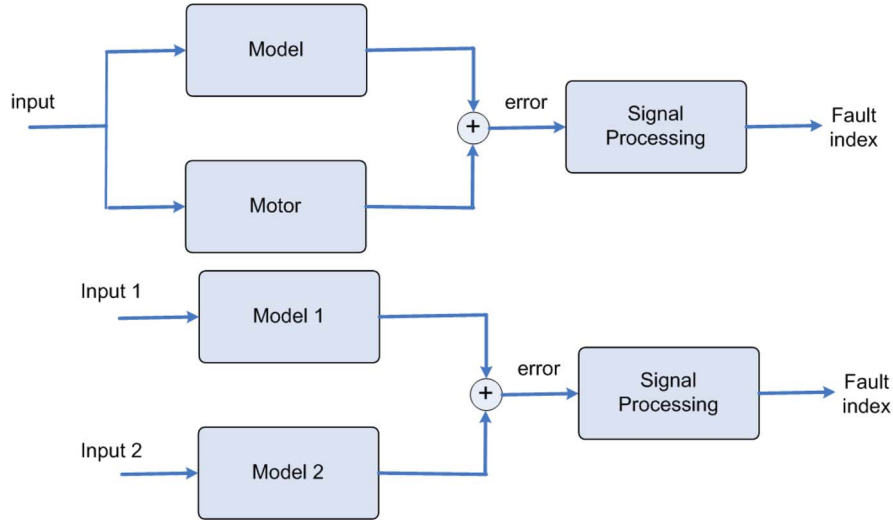 Model
input
error
Signal
Processing
Fault
index
+
Motor
Input 1
Model 1
error
Signal
Processing
Fault
index
+
Input 2
Model 2